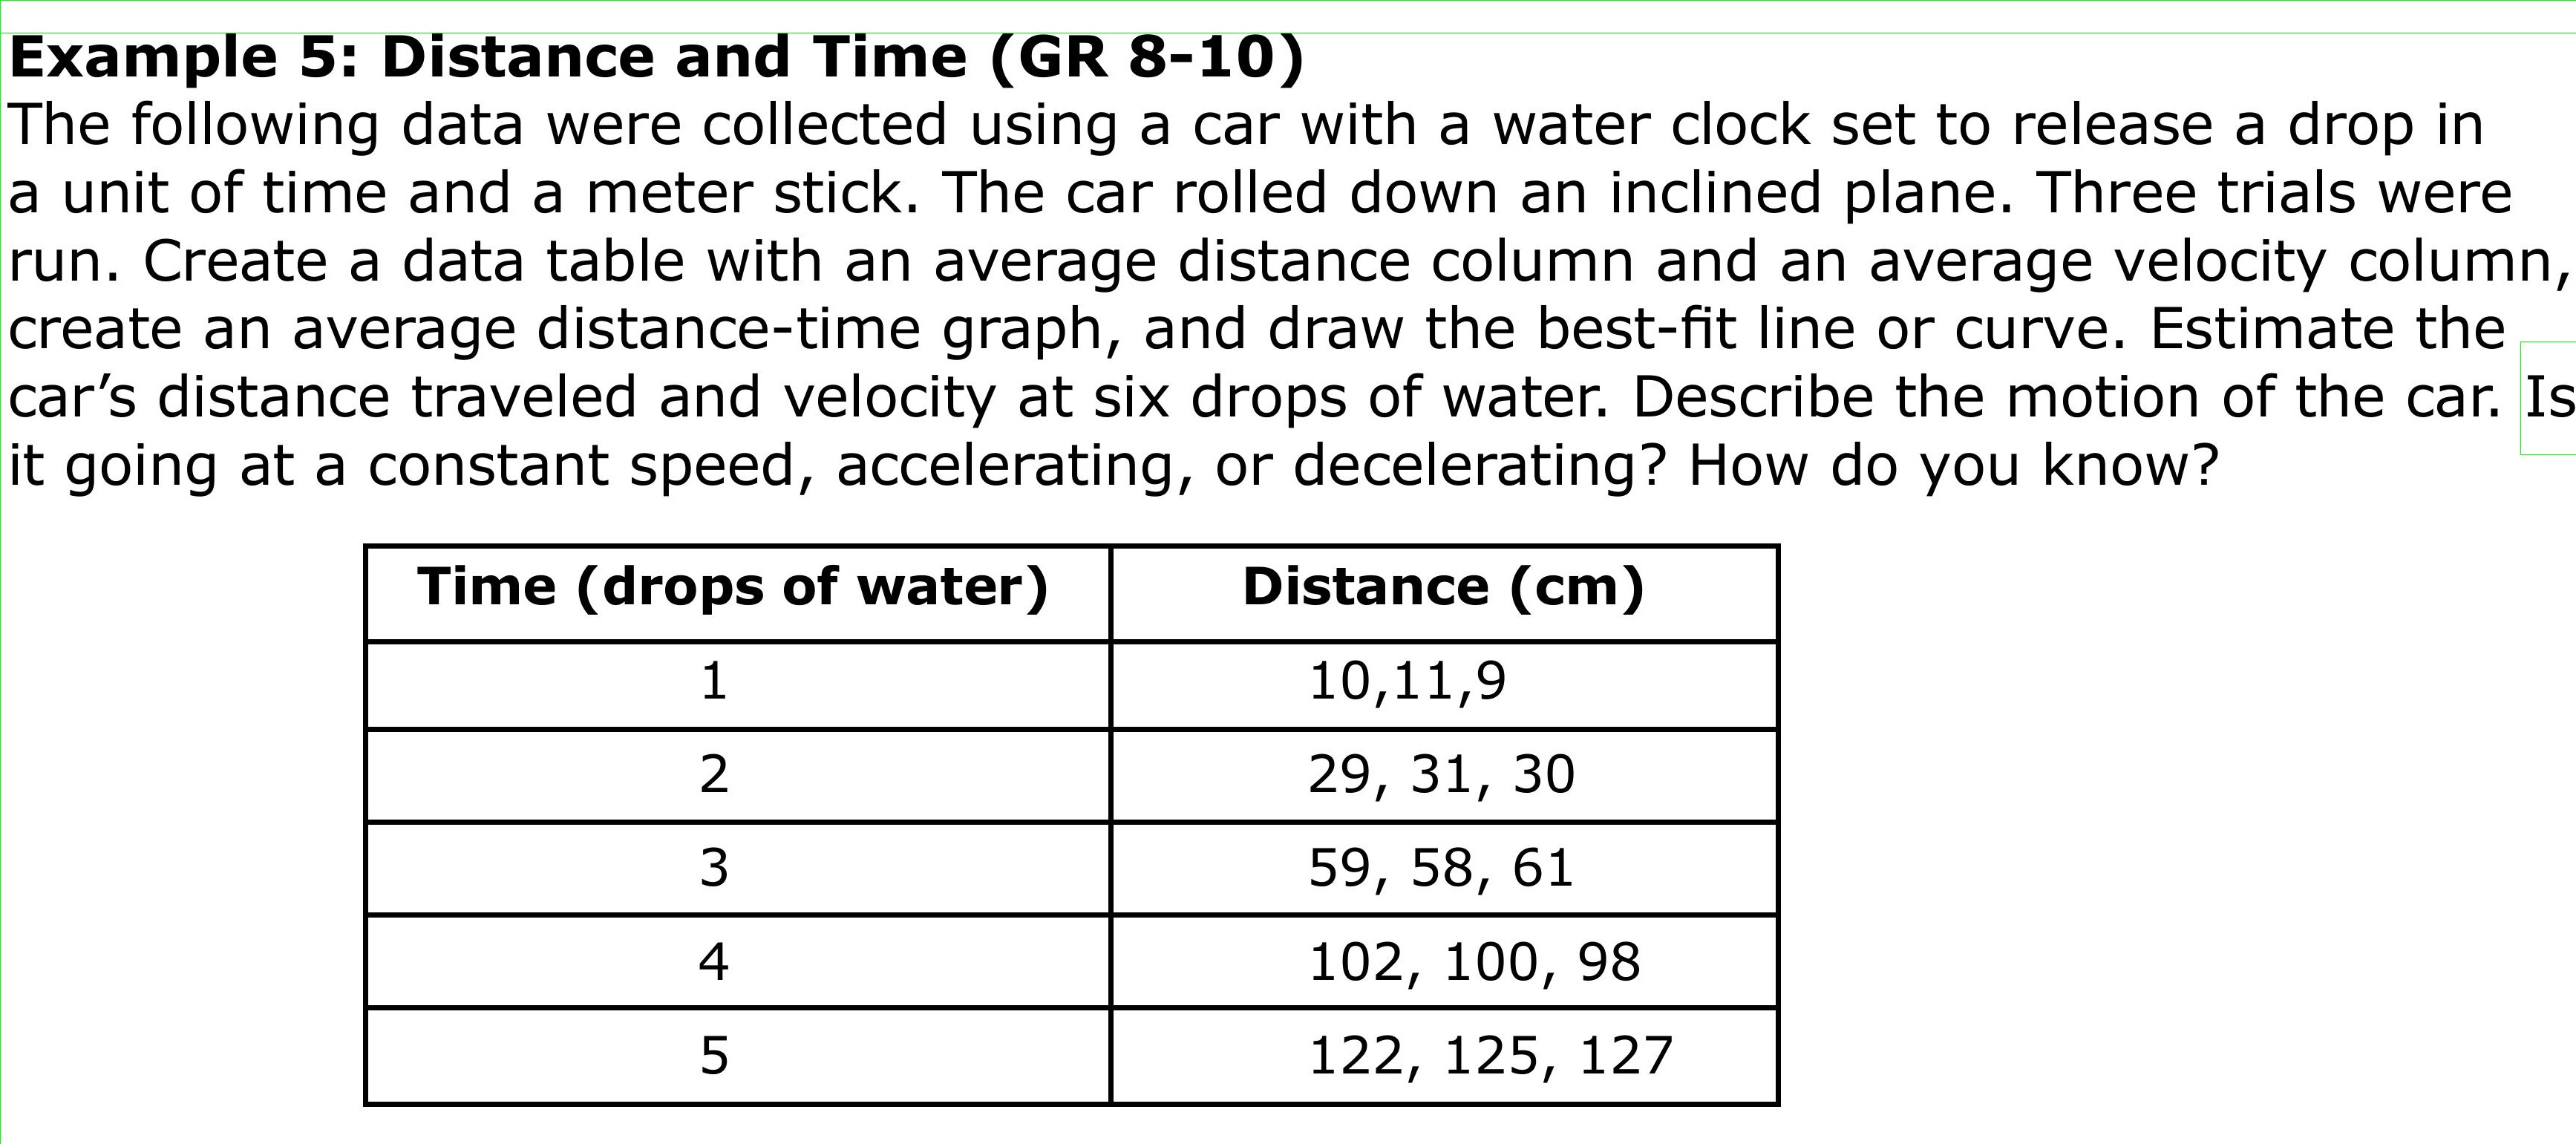 Example 5: Distance and Time (GR 8-10)
The following data were collected using a car with a water clock set to release a drop in
a unit of time and a meter stick. The car rolled down an inclined plane. Three trials were
run. Create a data table with an average distance column and an average velocity column,
create an average distance-time graph, and draw the best-fit line or curve. Estimate the
car’s distance traveled and velocity at six drops of water. Describe the motion of the car. Is
it going at a constant speed, accelerating, or decelerating? How do you know?
Time (drops of water) Distance (cm)
1 10,11,9
2 29, 31, 30
3 59, 58, 61
4 102, 100, 98
5 122, 125, 127